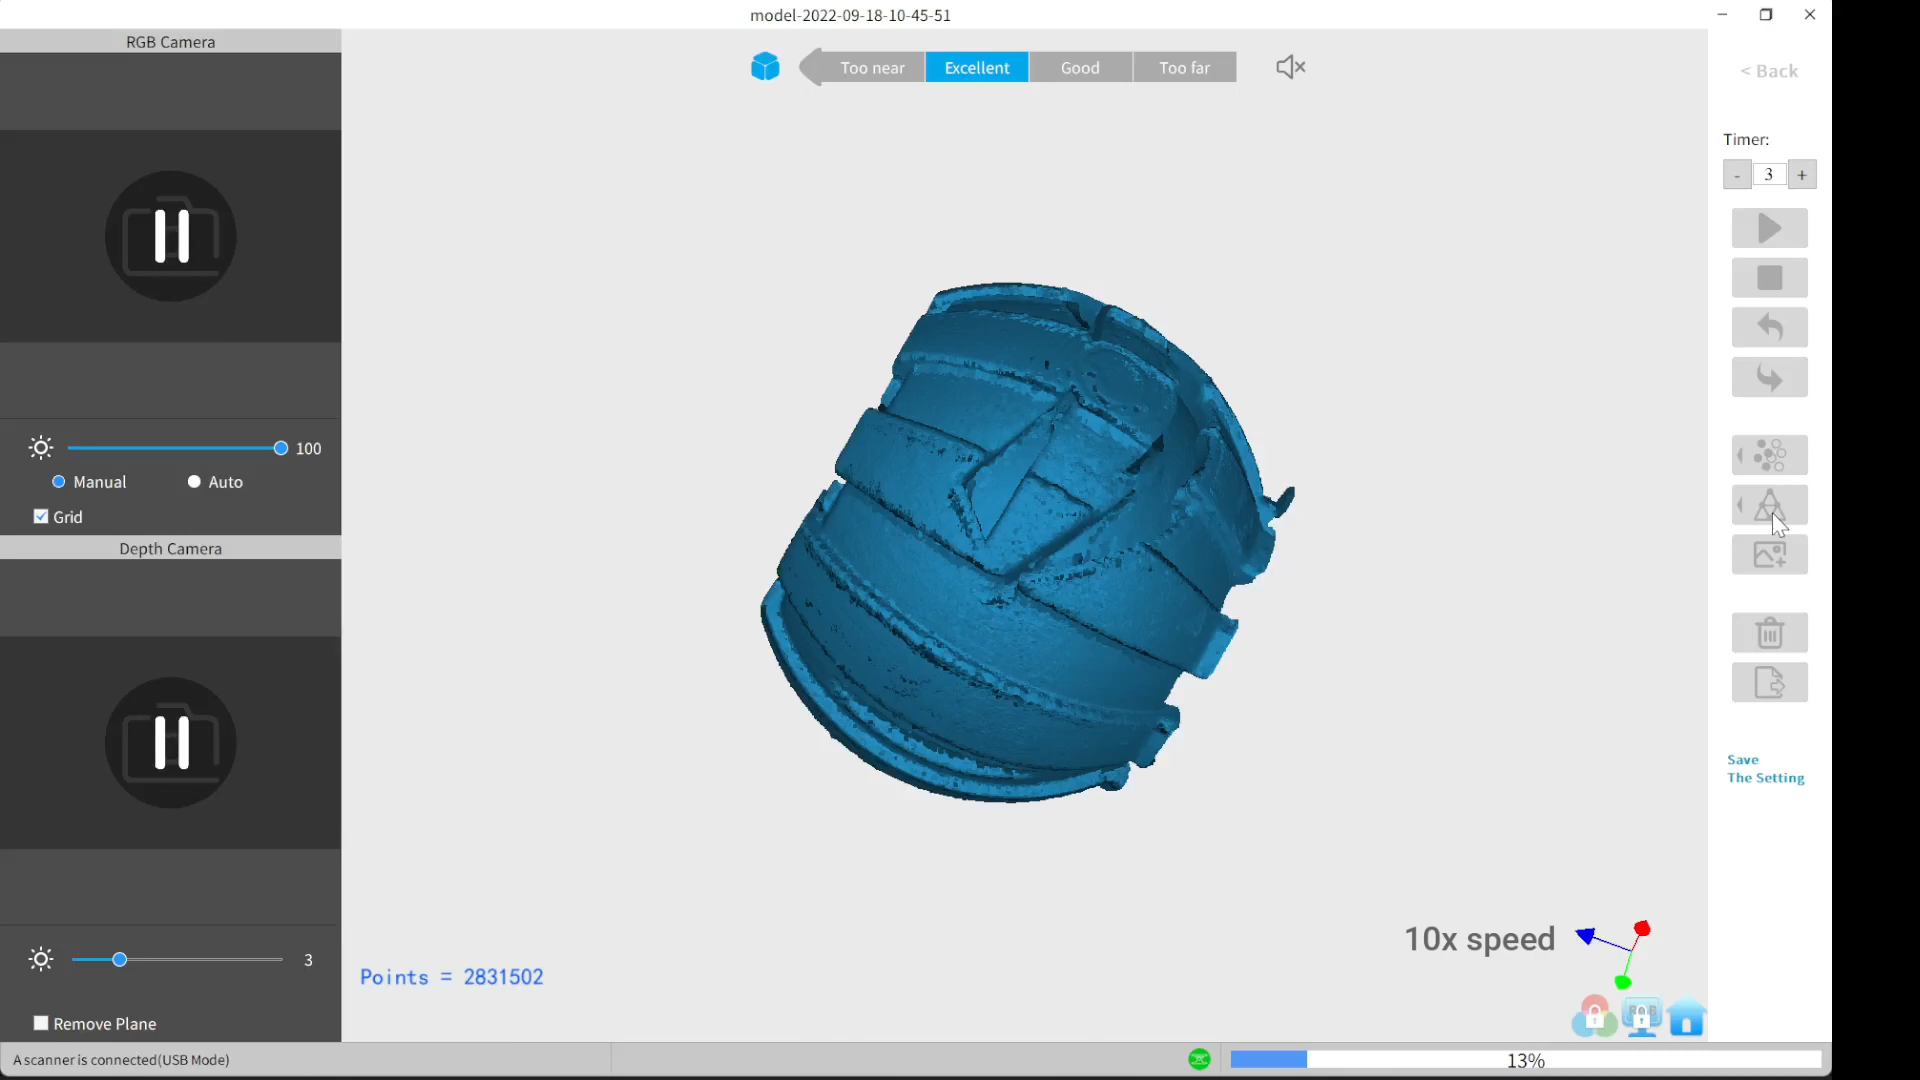 model-2022-09-18-10-45-51
RGB Camera
Too near
Excellent
Good
Too far
< Back
Timer:
- 3 +
100
Manual
Auto
Grid
Depth Camera
Save
The Setting
10x speed
3
Points = 2831502
Remove Plane
RGB
A scanner is connected(USB Mode)
13%